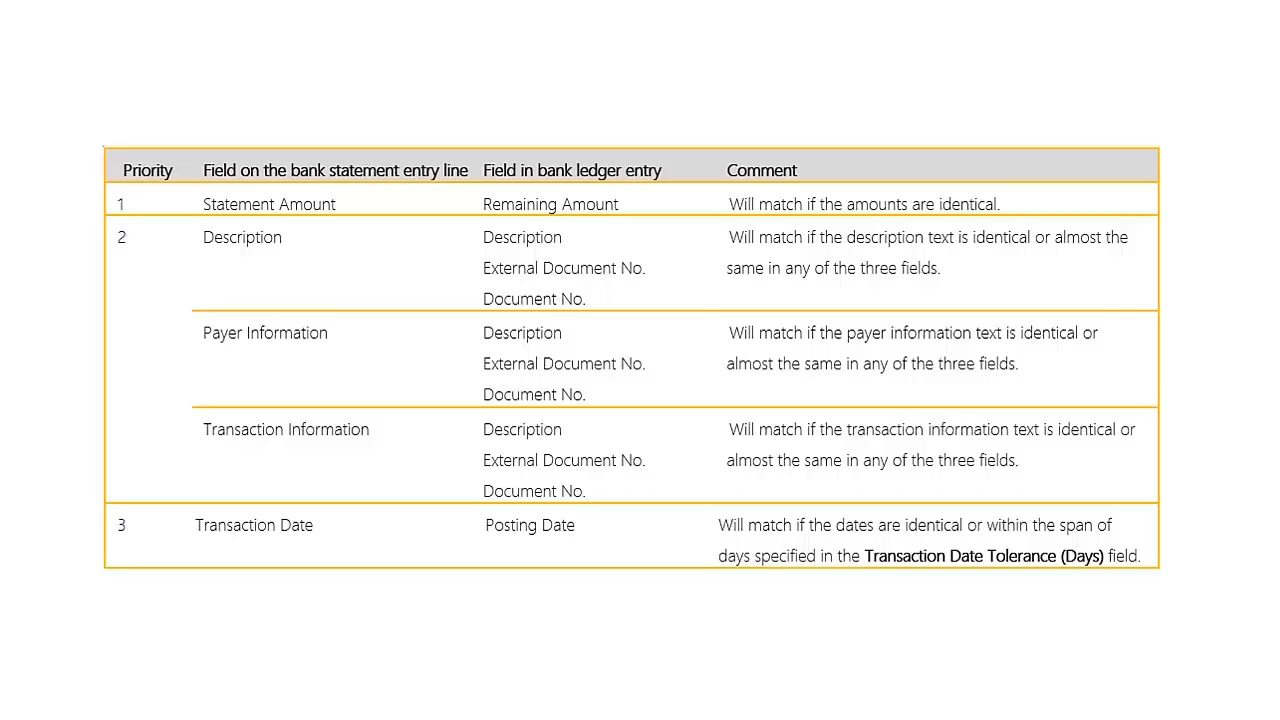 Priority Field on the bank statement entry line Field in bank ledger entry Comment
1 Statement Amount Remaining Amount Will match if the amounts are identical.
2 Description Description Will match if the description text is identical or almost the
External Document No. same in any of the three fields.
Document No.
Payer Information Description Will match if the payer information text is identical or
External Document No. almost the same in any of the three fields.
Document No.
Transaction Information Description Will match if the transaction information text is identical or
External Document No. almost the same in any of the three fields.
Document No.
3 Transaction Date Posting Date Will match if the dates are identical or within the span of
days specified in the Transaction Date Tolerance (Days) field.